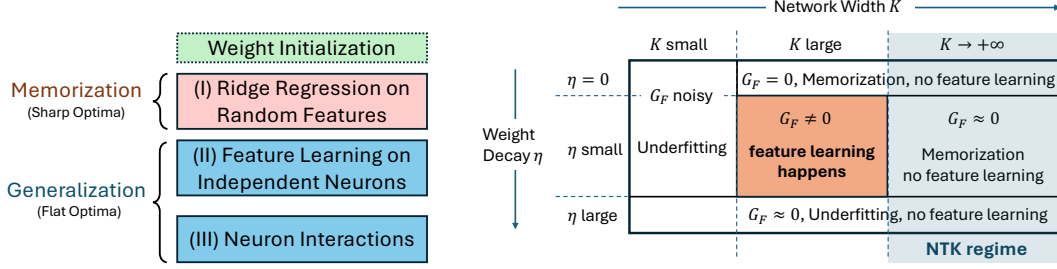 Weight Initialization
Memorization
(Sharp Optima)
(I) Ridge Regression on
Random Features
Generalization
(Flat Optima)
(II) Feature Learning on
Independent Neurons
(III) Neuron Interactions
Network Width K
K small
K large
K → +∞
Weight
Decay η
η = 0
G_F = 0, Memorization, no feature learning
G_F noisy
Underfitting
η small
G_F ≠ 0
feature learning
happens
G_F ≈ 0
Memorization
no feature learning
η large
G_F ≈ 0, Underfitting, no feature learning
NTK regime